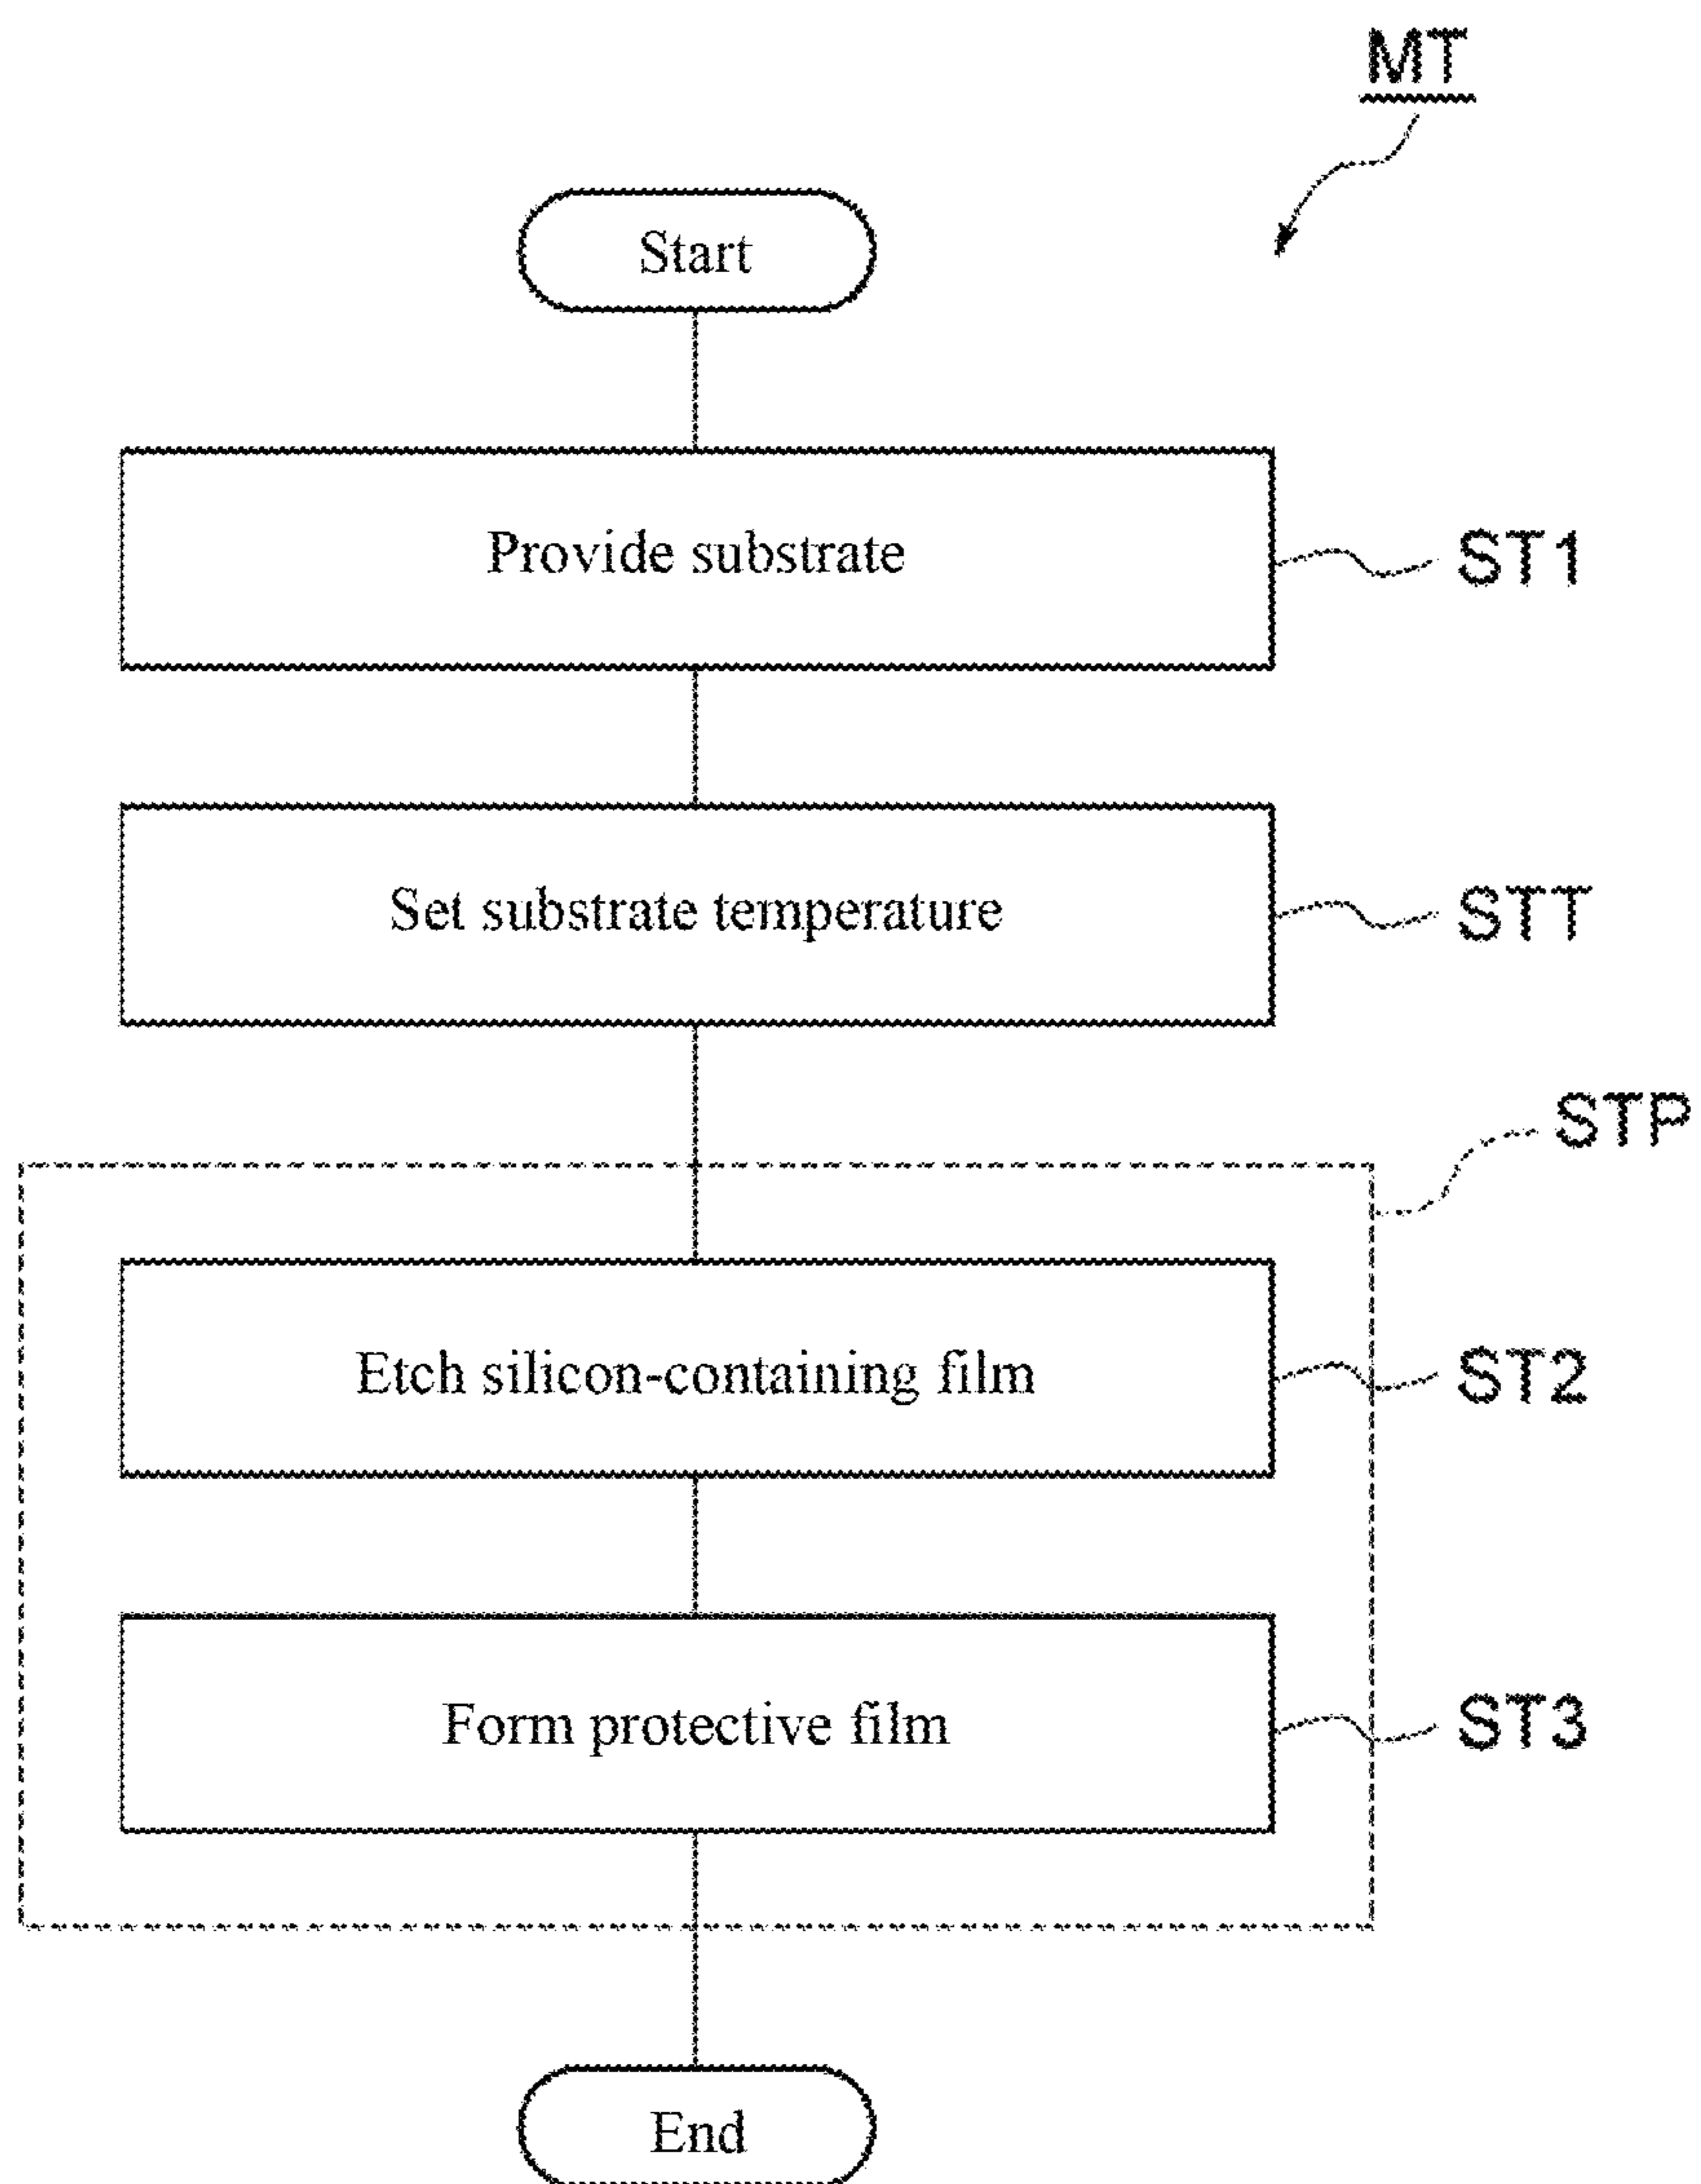 MT
Start
Provide substrate
ST1
Set substrate temperature
STT
STP
Etch silicon-containing film
ST2
Form protective film
ST3
End